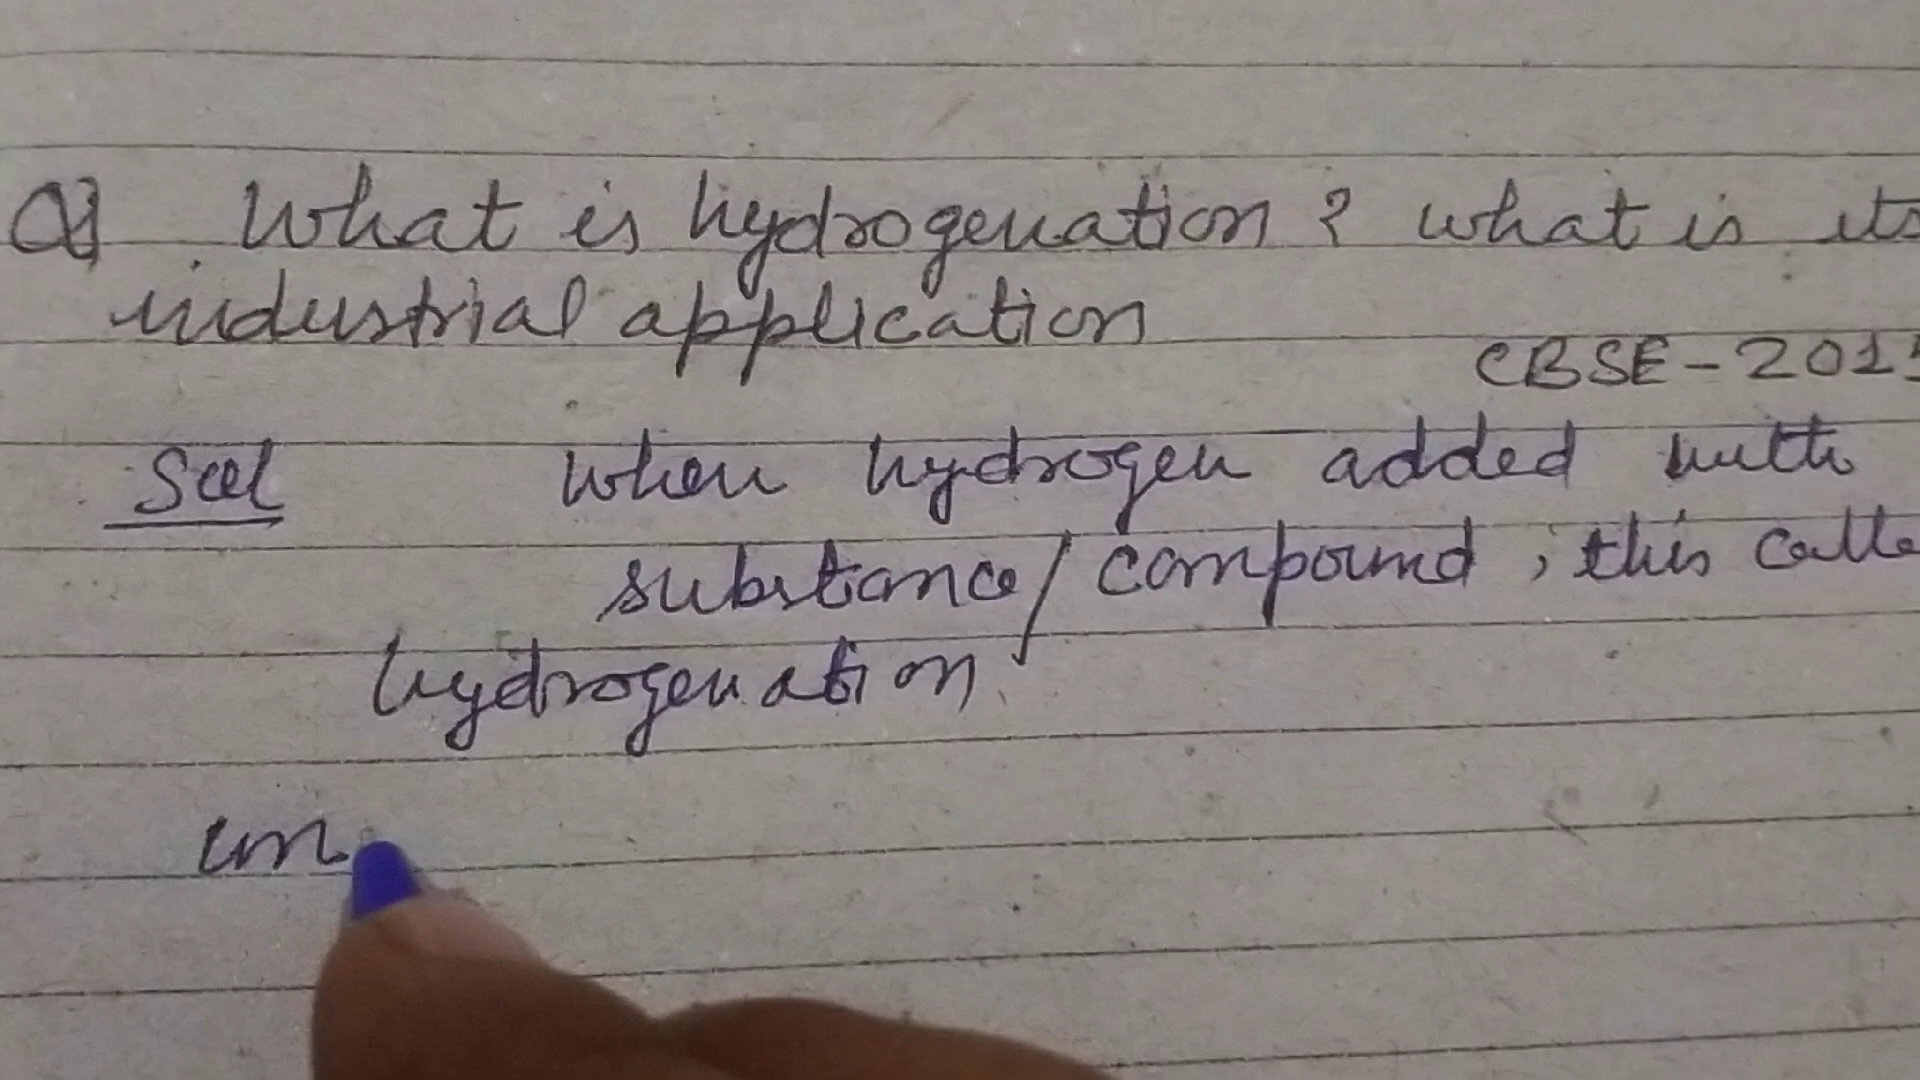 Q) What is hydrogenation? what is its
industrial application
CBSE-2015
Sol when hydrogen added with
substance/compound, this calle
hydrogenation
un